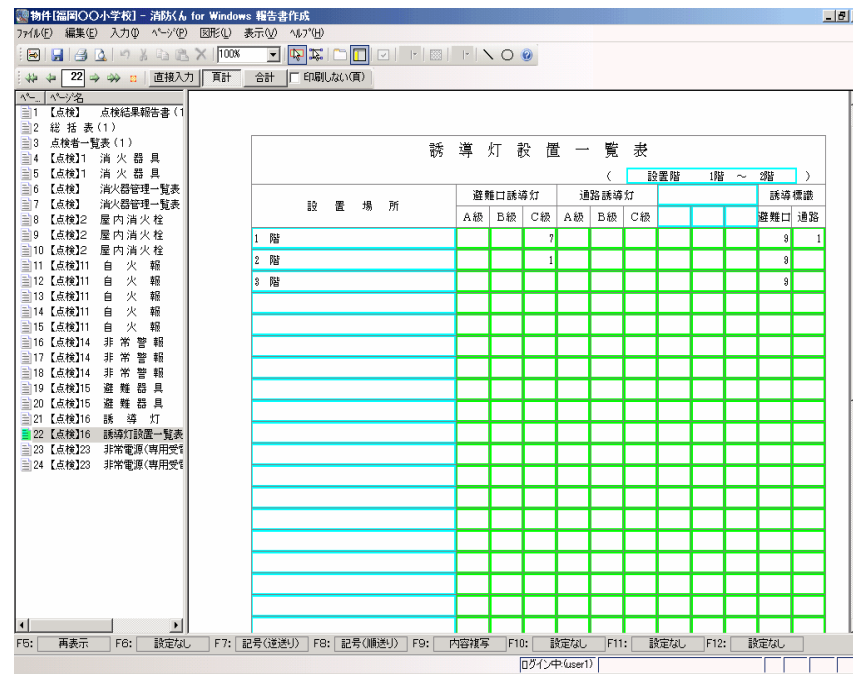 物件[福岡〇〇小学校] - 消防くん for Windows 報告書作成
ファイル(F) 編集(E) 入力(I) ページ(P) 図形(L) 表示(V) ヘルプ(H)
100%
22 直接入力 頁計 合計 印刷しない(頁)
ペー... ページ名
1 【点検】 点検結果報告書(1
2 総 括 表(1)
3 点検者一覧表(1)
4 【点検】1 消 火 器 具
5 【点検】1 消 火 器 具
6 【点検】 消火器管理一覧表
7 【点検】 消火器管理一覧表
8 【点検】2 屋内消火栓
9 【点検】2 屋内消火栓
10 【点検】2 屋内消火栓
11 【点検】11 自 火 報
12 【点検】11 自 火 報
13 【点検】11 自 火 報
14 【点検】11 自 火 報
15 【点検】11 自 火 報
16 【点検】14 非 常 警 報
17 【点検】14 非 常 警 報
18 【点検】14 非 常 警 報
19 【点検】15 避 難 器 具
20 【点検】15 避 難 器 具
21 【点検】16 誘 導 灯
22 【点検】16 誘導灯設置一覧表
23 【点検】23 非常電源(専用受
24 【点検】23 非常電源(専用受
誘 導 灯 設 置 一 覧 表
( 設置階 1階 ~ 2階 )
設 置 場 所 避難口誘導灯 通路誘導灯 誘導標識
A級 B級 C級 A級 B級 C級 避難口 通路
1 階 7 9 1
2 階 1 9
3 階 9
F5: 再表示 F6: 設定なし F7: 記号(逆送り) F8: 記号(順送り) F9: 内容複写 F10: 設定なし F11: 設定なし F12: 設定なし
ログイン中(user1)